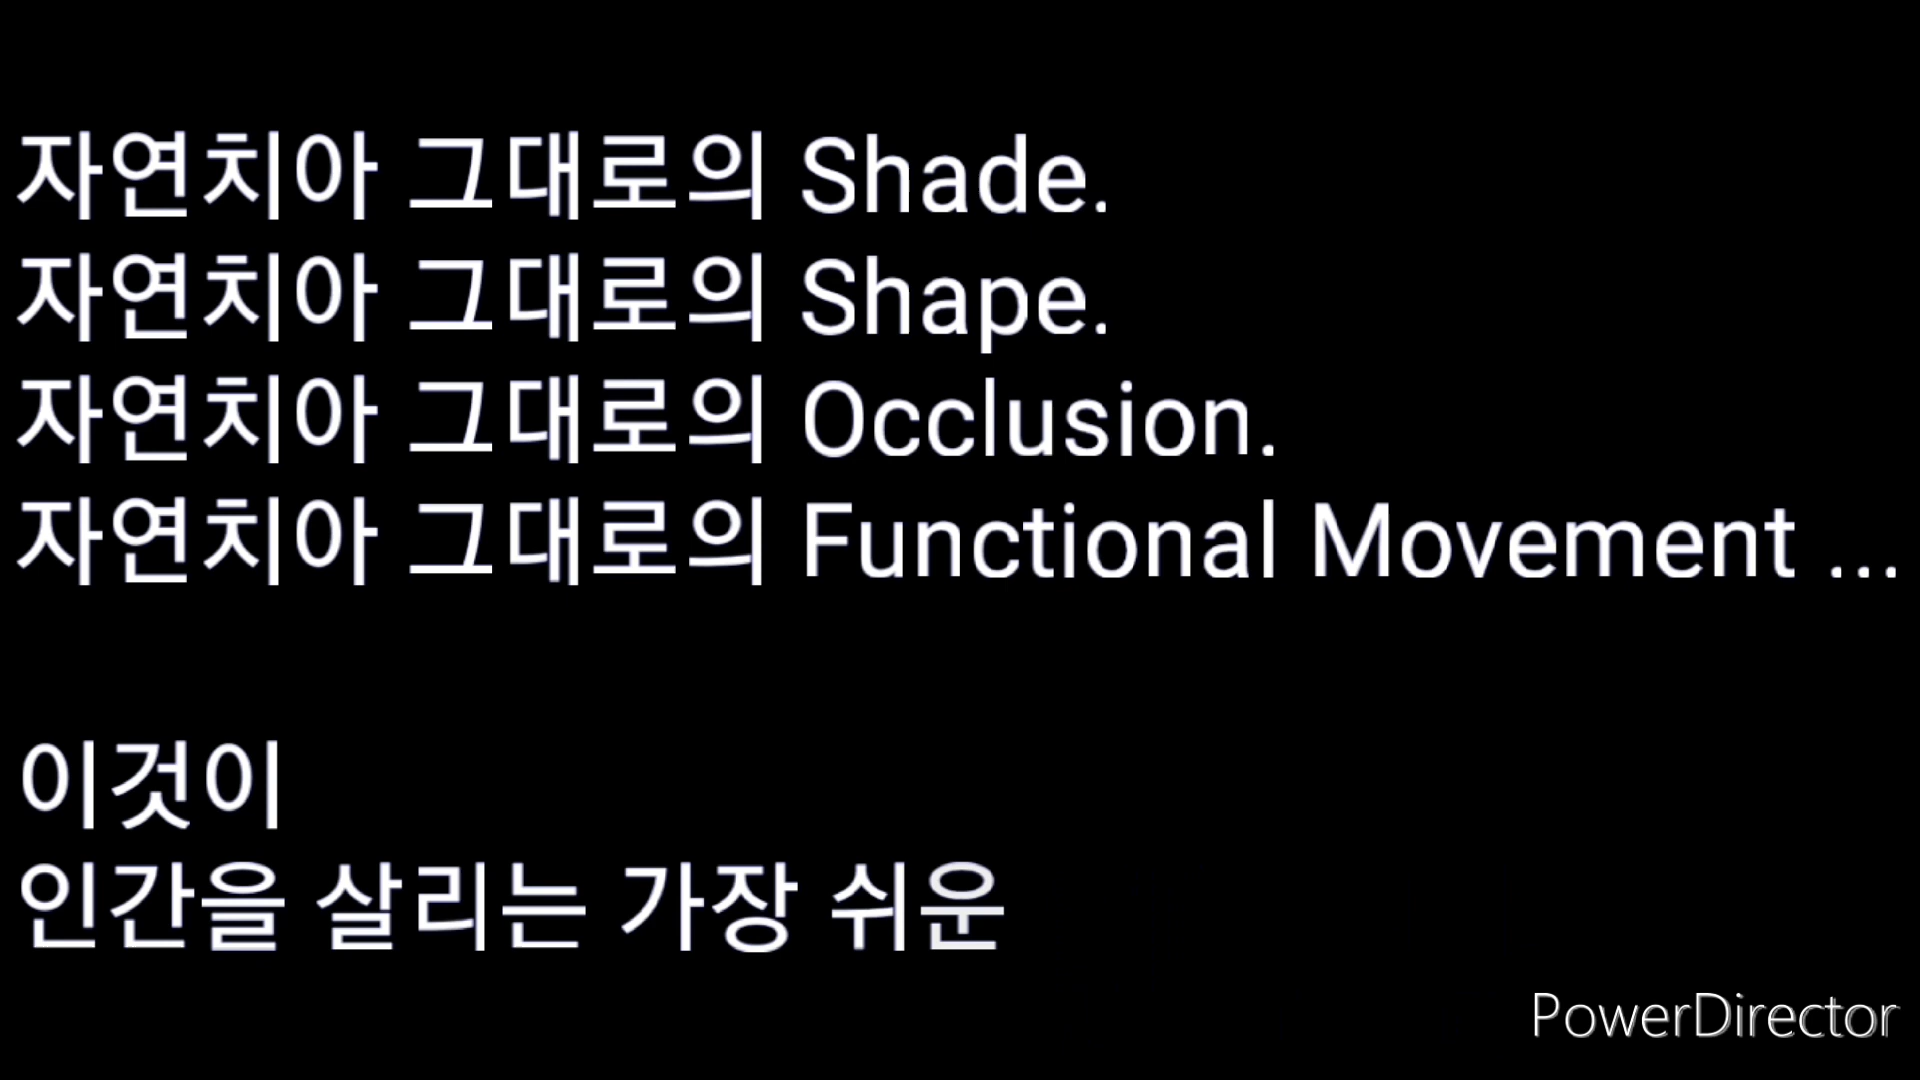 자연치아 그대로의 Shade.
자연치아 그대로의 Shape.
자연치아 그대로의 Occlusion.
자연치아 그대로의 Functional Movement ...
이것이
인간을 살리는 가장 쉬운
PowerDirector